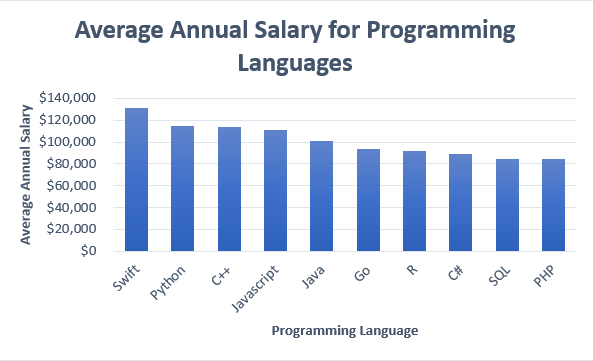 Average Annual Salary for Programming
Languages
Average Annual Salary
$140,000
$120,000
$100,000
$80,000
$60,000
$40,000
$20,000
$0
Swift
Python
C++
Javascript
Java
Go
R
C#
SQL
PHP
Programming Language